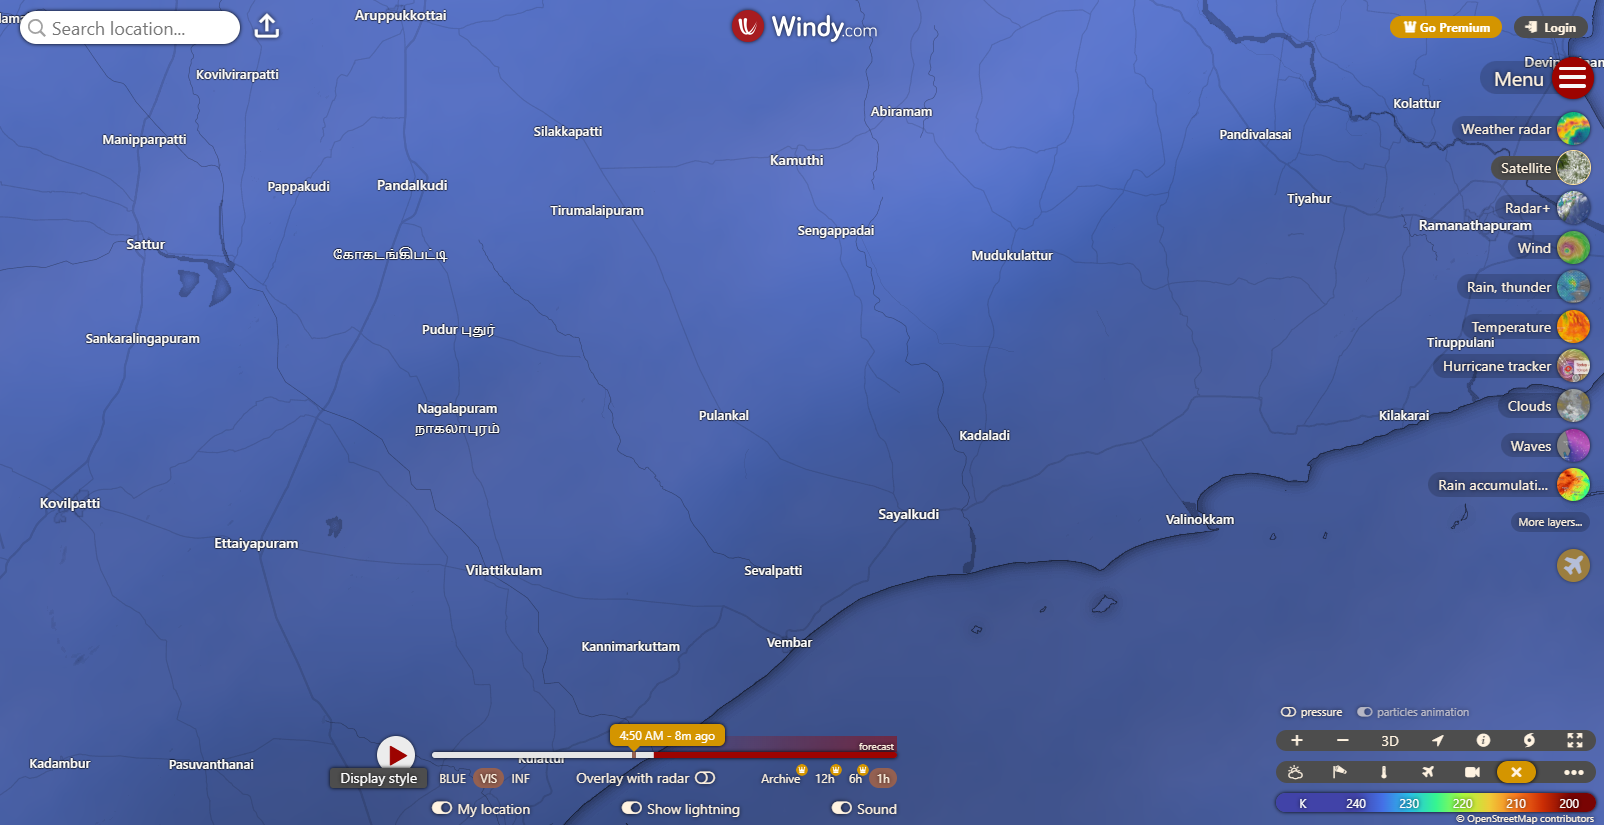 Search location...
Windy.com
Go Premium
Login
Menu
Aruppukkottai
Kovilvirarpatti
Abiramam
Kolattur
Weather radar
Silakkapatti
Pandivalasai
Manipparpatti
Kamuthi
Satellite
Pappakudi
Pandalkudi
Tiyahur
Tirumalaipuram
Radar+
Ramanathapuram
Sengappadai
Sattur
Wind
கோகடங்கிபட்டி
Mudukulattur
Rain, thunder
Temperature
Pudur புதுர்
Sankaralingapuram
Tiruppulani
Hurricane tracker
Clouds
Nagalapuram
நாகலாபுரம்
Pulankal
Kilakarai
Kadaladi
Waves
Rain accumulati...
Kovilpatti
Sayalkudi
Valinokkam
More layers...
Ettaiyapuram
Vilattikulam
Sevalpatti
Kannimarkuttam
Vembar
pressure
particles animation
4:50 AM - 8m ago
forecast
3D
Kadambur
Pasuvanthanai
Display style
BLUE
VIS
INF
Overlay with radar
Archive
12h
6h
1h
My location
Show lightning
Sound
K 240 230 220 210 200
© OpenStreetMap contributors